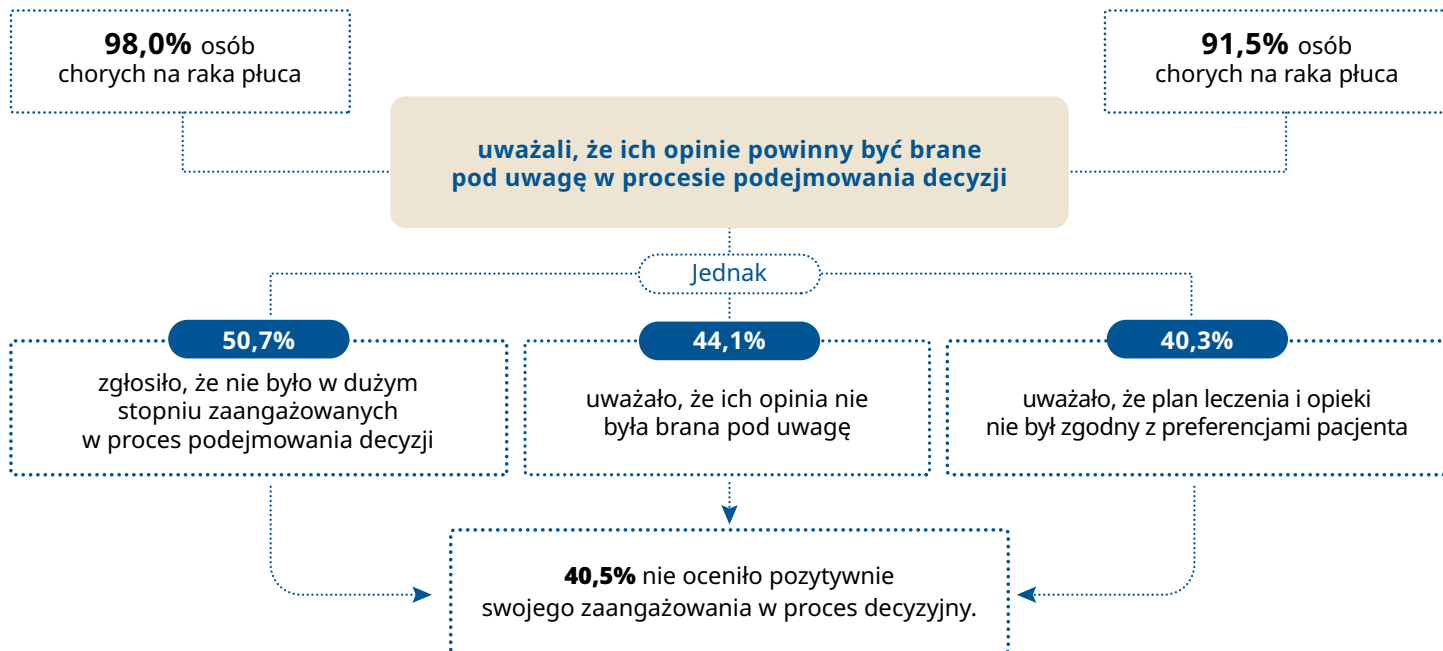 98,0% osób
chorych na raka płuca
91,5% osób
chorych na raka płuca
uważali, że ich opinie powinny być brane
pod uwagę w procesie podejmowania decyzji
Jednak
50,7%
zgłosiło, że nie było w dużym
stopniu zaangażowanych
w proces podejmowania decyzji
44,1%
uważało, że ich opinia nie
była brana pod uwagę
40,3%
uważało, że plan leczenia i opieki
nie był zgodny z preferencjami pacjenta
40,5% nie oceniło pozytywnie
swojego zaangażowania w proces decyzyjny.